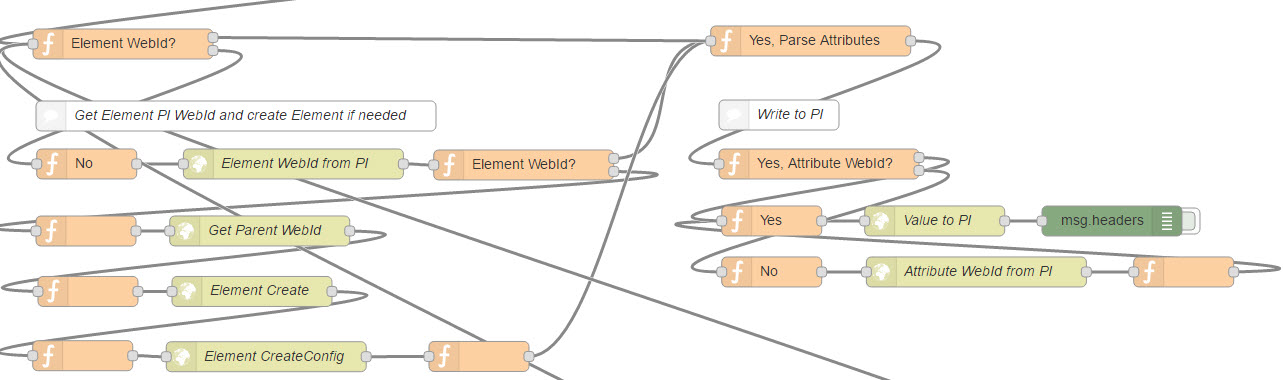 Element WebId?
Yes, Parse Attributes
Get Element PI WebId and create Element if needed
Write to PI
No
Element WebId from PI
Element WebId?
Yes, Attribute WebId?
Get Parent WebId
Yes
Value to PI
msg.headers
No
Attribute WebId from PI
Element Create
Element CreateConfig